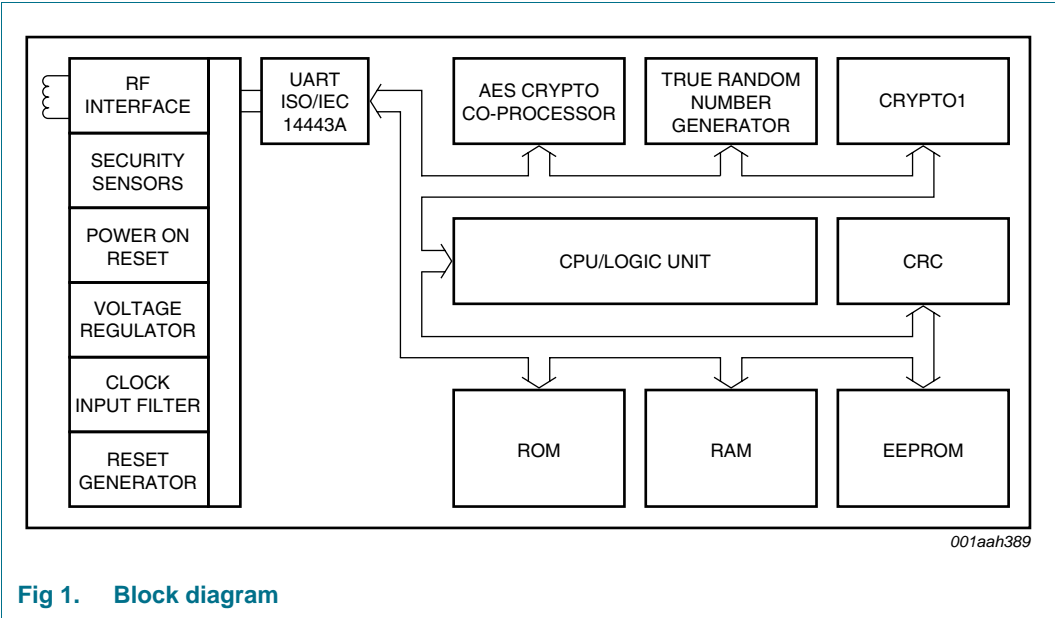 RF
INTERFACE
SECURITY
SENSORS
POWER ON
RESET
VOLTAGE
REGULATOR
CLOCK
INPUT FILTER
RESET
GENERATOR
UART
ISO/IEC
14443A
AES CRYPTO
CO-PROCESSOR
TRUE RANDOM
NUMBER
GENERATOR
CRYPTO1
CPU/LOGIC UNIT
CRC
ROM
RAM
EEPROM
001aah389
Fig 1. Block diagram